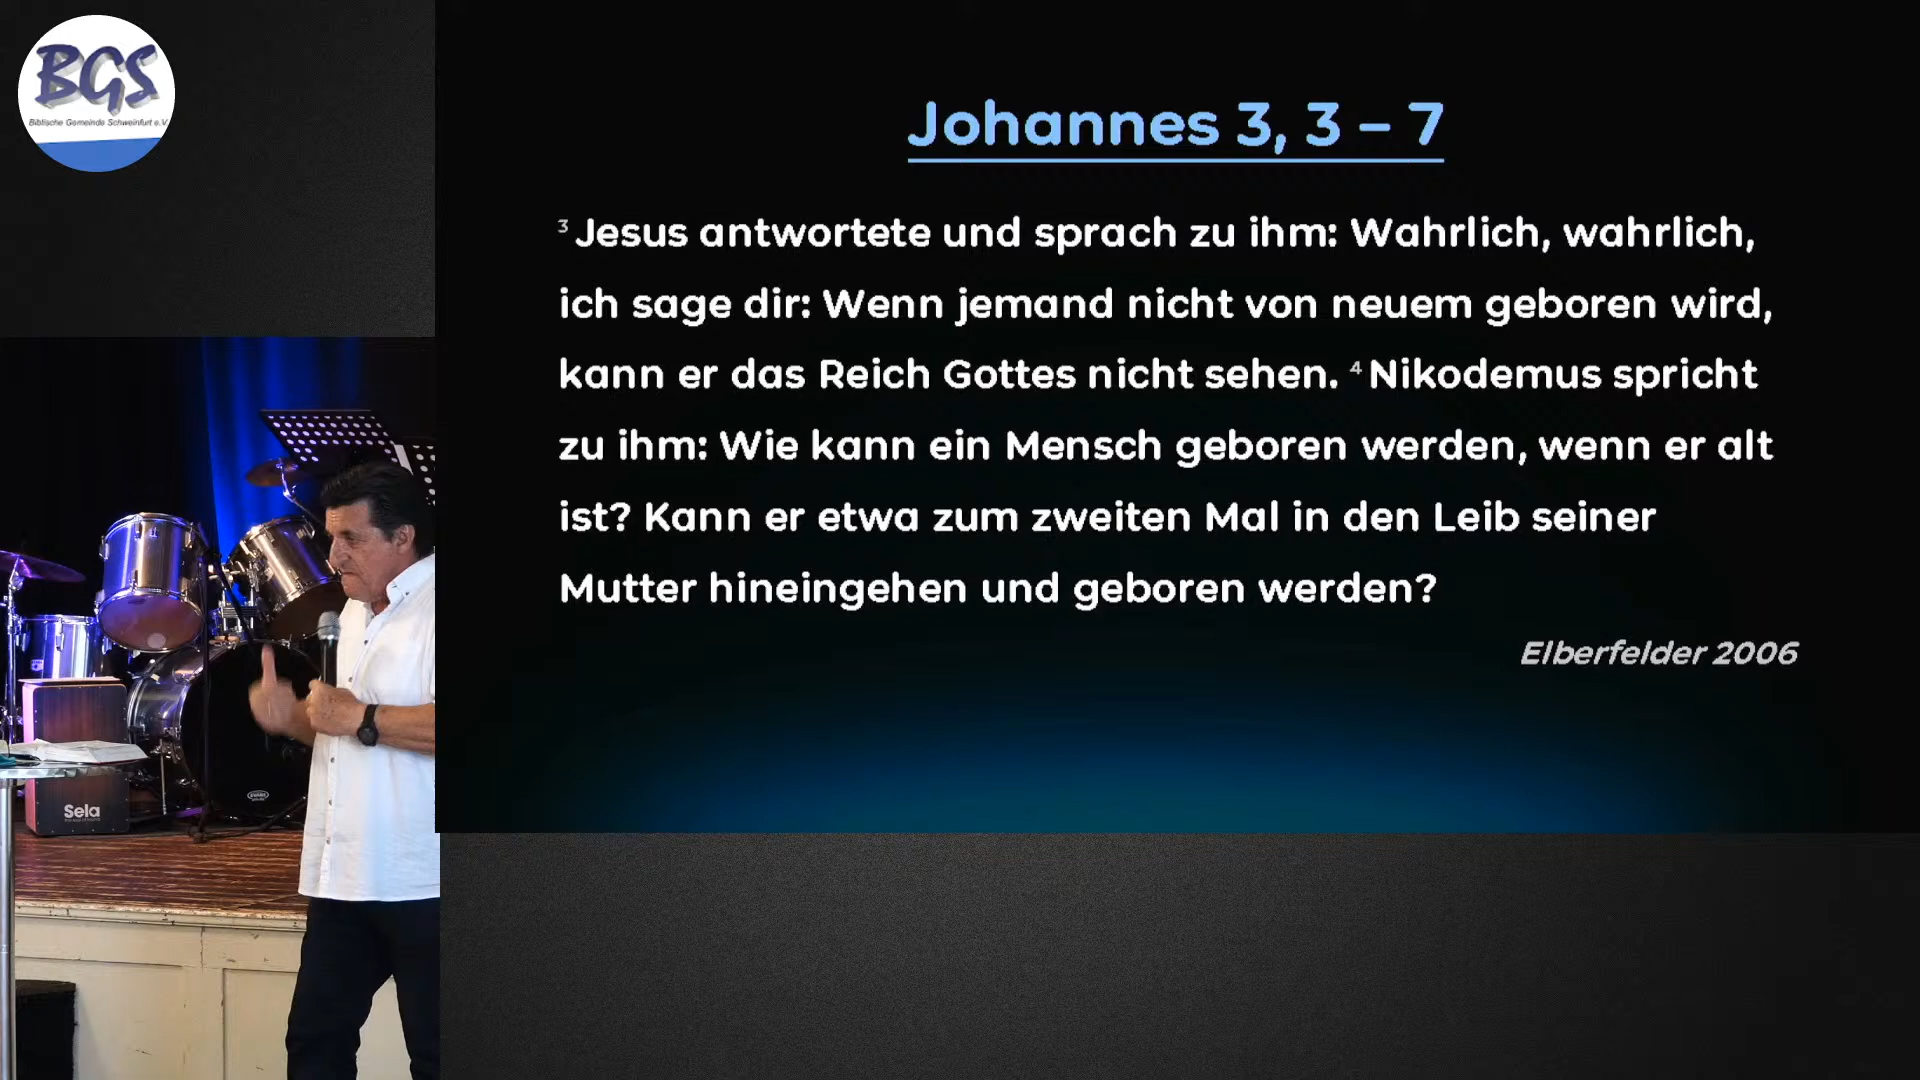 BGS
Biblische Gemeinde Schweinfurt e.V.
Johannes 3, 3 – 7
³ Jesus antwortete und sprach zu ihm: Wahrlich, wahrlich,
ich sage dir: Wenn jemand nicht von neuem geboren wird,
kann er das Reich Gottes nicht sehen. ⁴ Nikodemus spricht
zu ihm: Wie kann ein Mensch geboren werden, wenn er alt
ist? Kann er etwa zum zweiten Mal in den Leib seiner
Mutter hineingehen und geboren werden?
Elberfelder 2006
Sela